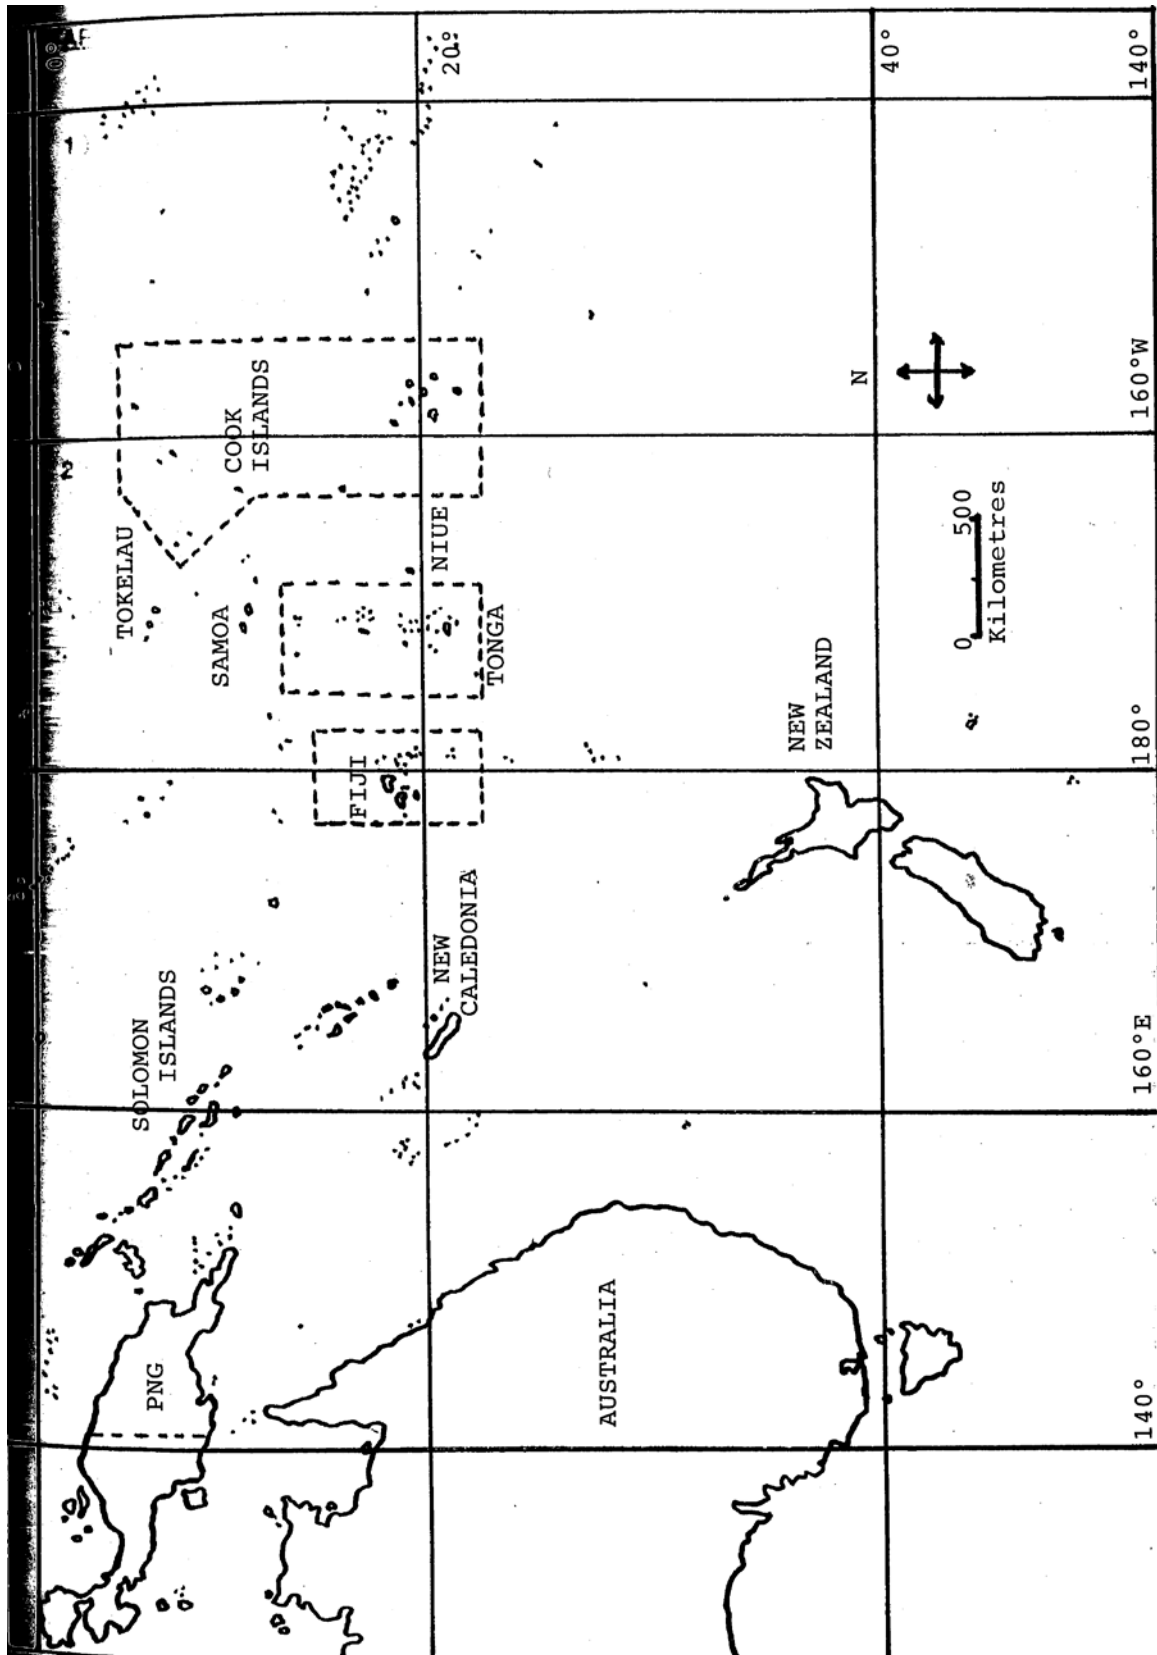 0°
20°
40°
140°
TOKELAU
COOK
ISLANDS
SAMOA
NIUE
TONGA
FIJI
SOLOMON
ISLANDS
NEW
CALEDONIA
PNG
AUSTRALIA
NEW
ZEALAND
N
0 500
Kilometres
160°W
180°
160°E
140°